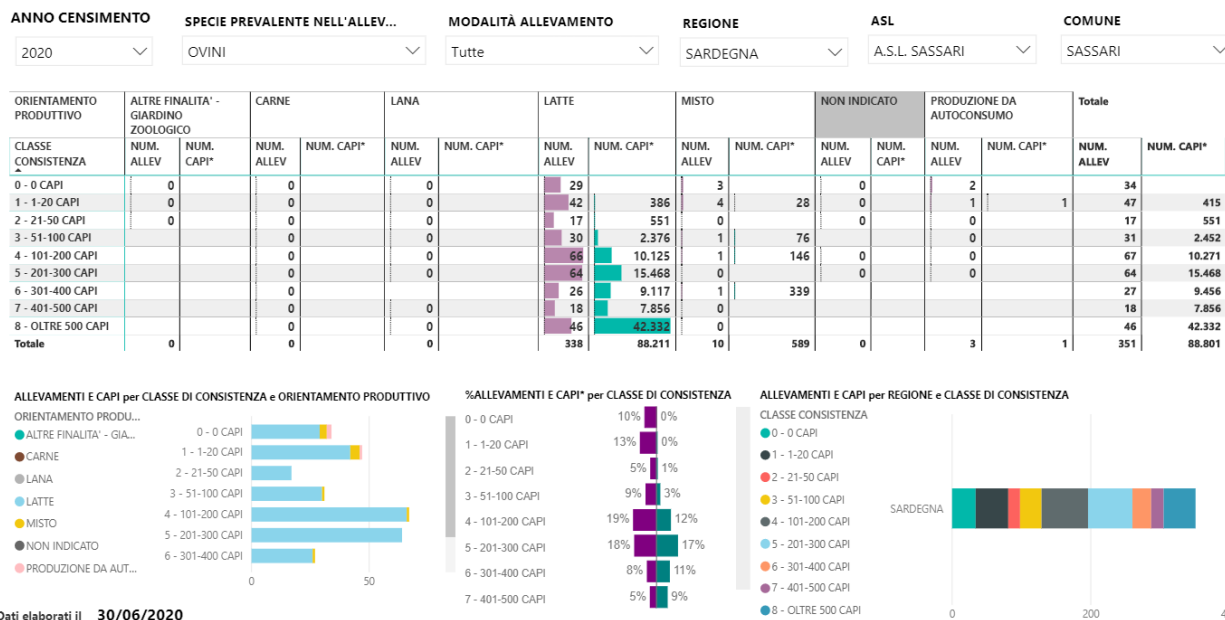 ANNO CENSIMENTO SPECIE PREVALENTE NELL'ALLEV... MODALITÀ ALLEVAMENTO REGIONE ASL COMUNE
2020 OVINI Tutte SARDEGNA A.S.L. SASSARI SASSARI
ORIENTAMENTO PRODUTTIVO ALTRE FINALITA' - GIARDINO ZOOLOGICO CARNE LANA LATTE MISTO NON INDICATO PRODUZIONE DA AUTOCONSUMO Totale
CLASSE CONSISTENZA NUM. ALLEV NUM. CAPI* NUM. ALLEV NUM. CAPI* NUM. ALLEV NUM. CAPI* NUM. ALLEV NUM. CAPI* NUM. ALLEV NUM. CAPI* NUM. ALLEV NUM. CAPI* NUM. ALLEV NUM. CAPI* NUM. ALLEV NUM. CAPI*
0 - 0 CAPI 0 0 0 29 3 0 2 34
1 - 1-20 CAPI 0 0 0 42 386 4 28 0 1 1 47 415
2 - 21-50 CAPI 0 0 0 17 551 0 0 0 17 551
3 - 51-100 CAPI 0 0 30 2.376 1 76 0 31 2.452
4 - 101-200 CAPI 0 0 66 10.125 1 146 0 0 67 10.271
5 - 201-300 CAPI 0 0 64 15.468 0 0 0 64 15.468
6 - 301-400 CAPI 0 26 9.117 1 339 27 9.456
7 - 401-500 CAPI 0 0 18 7.856 0 18 7.856
8 - OLTRE 500 CAPI 0 0 46 42.332 0 46 42.332
Totale 0 0 0 338 88.211 10 589 0 3 1 351 88.801
ALLEVAMENTI E CAPI per CLASSE DI CONSISTENZA e ORIENTAMENTO PRODUTTIVO
ORIENTAMENTO PRODU...
ALTRE FINALITA' - GIA...
CARNE
LANA
LATTE
MISTO
NON INDICATO
PRODUZIONE DA AUT...
0 - 0 CAPI
1 - 1-20 CAPI
2 - 21-50 CAPI
3 - 51-100 CAPI
4 - 101-200 CAPI
5 - 201-300 CAPI
6 - 301-400 CAPI
0 50
%ALLEVAMENTI E CAPI* per CLASSE DI CONSISTENZA
0 - 0 CAPI 10% 0%
1 - 1-20 CAPI 13% 0%
2 - 21-50 CAPI 5% 1%
3 - 51-100 CAPI 9% 3%
4 - 101-200 CAPI 19% 12%
5 - 201-300 CAPI 18% 17%
6 - 301-400 CAPI 8% 11%
7 - 401-500 CAPI 5% 9%
ALLEVAMENTI E CAPI per REGIONE e CLASSE DI CONSISTENZA
CLASSE CONSISTENZA
0 - 0 CAPI
1 - 1-20 CAPI
2 - 21-50 CAPI
3 - 51-100 CAPI
4 - 101-200 CAPI
5 - 201-300 CAPI
6 - 301-400 CAPI
7 - 401-500 CAPI
8 - OLTRE 500 CAPI
SARDEGNA
0 200
Dati elaborati il 30/06/2020